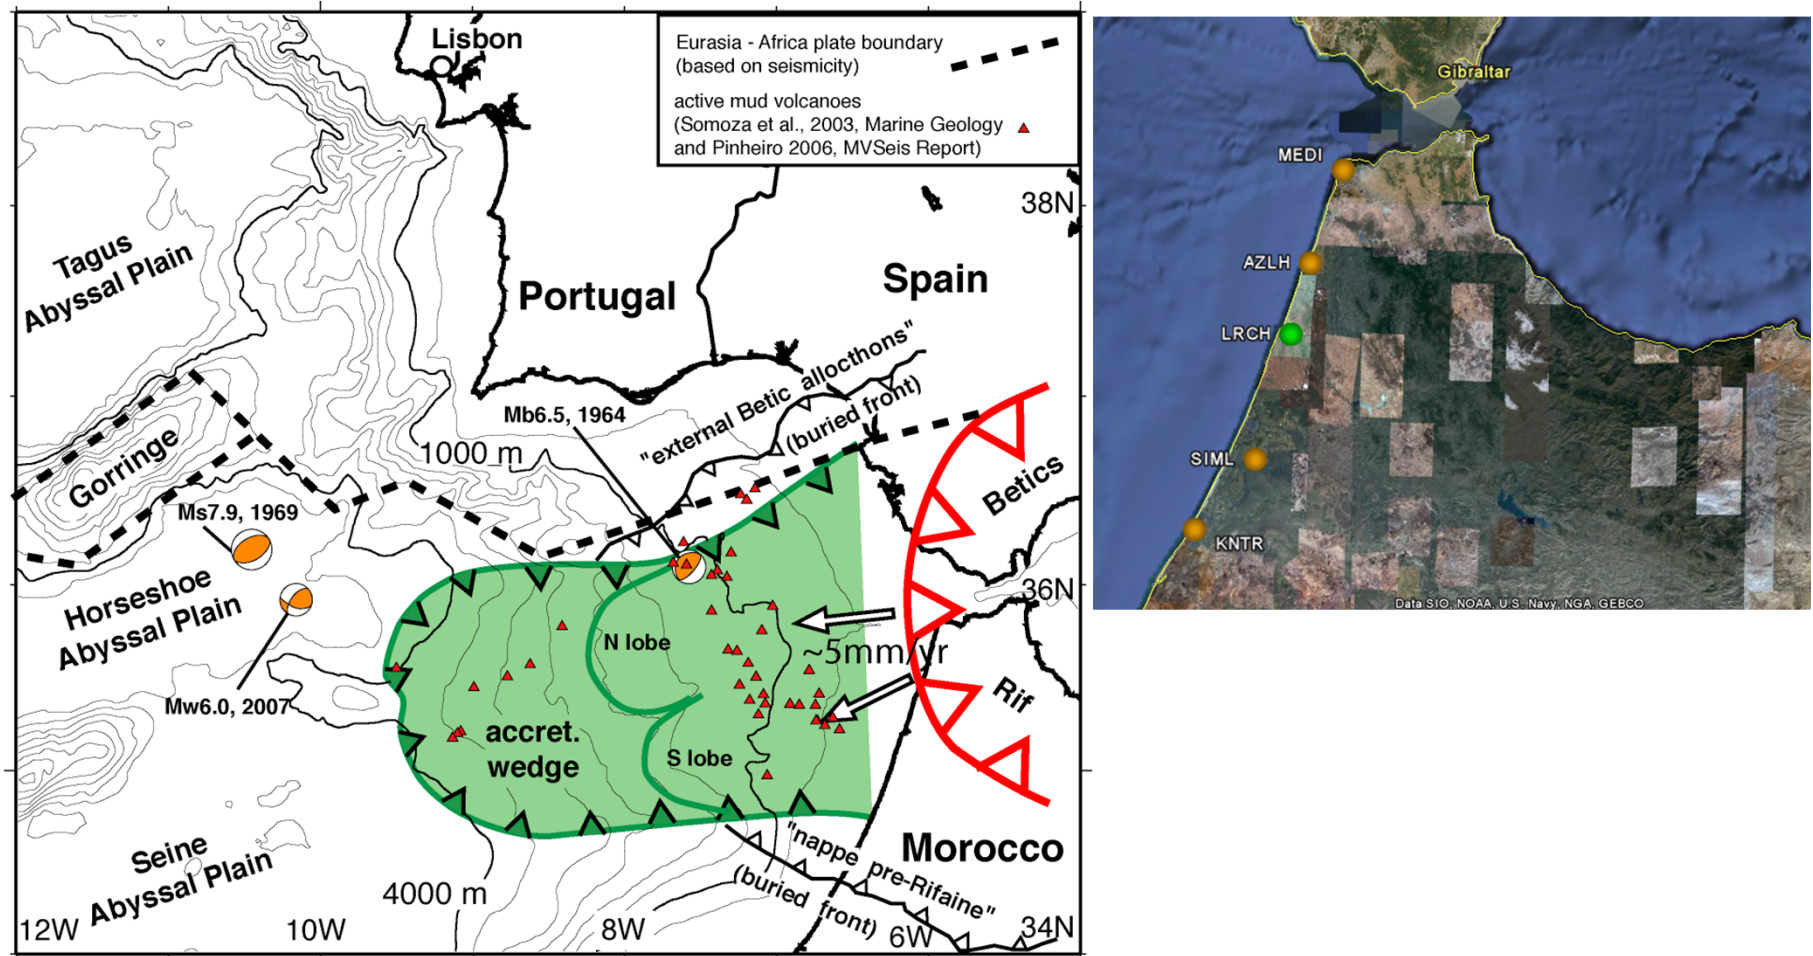 Lisbon
Eurasia - Africa plate boundary
(based on seismicity)
active mud volcanoes
(Somoza et al., 2003, Marine Geology
and Pinheiro 2006, MVSeis Report)
38N
Tagus
Abyssal Plain
Portugal
Spain
"external Betic allocthons"
(buried front)
Mb6.5, 1964
1000 m
Gorringe
Betics
Ms7.9, 1969
Horseshoe
Abyssal Plain
36N
N lobe
~5mm/yr
Rif
Mw6.0, 2007
accret.
wedge
S lobe
Seine
Abyssal Plain
"nappe pre-Rifaine"
(buried front)
Morocco
4000 m
12W
10W
8W
6W
34N
Gibraltar
MEDI
AZLH
LRCH
SIML
KNTR
Data SIO, NOAA, U.S. Navy, NGA, GEBCO